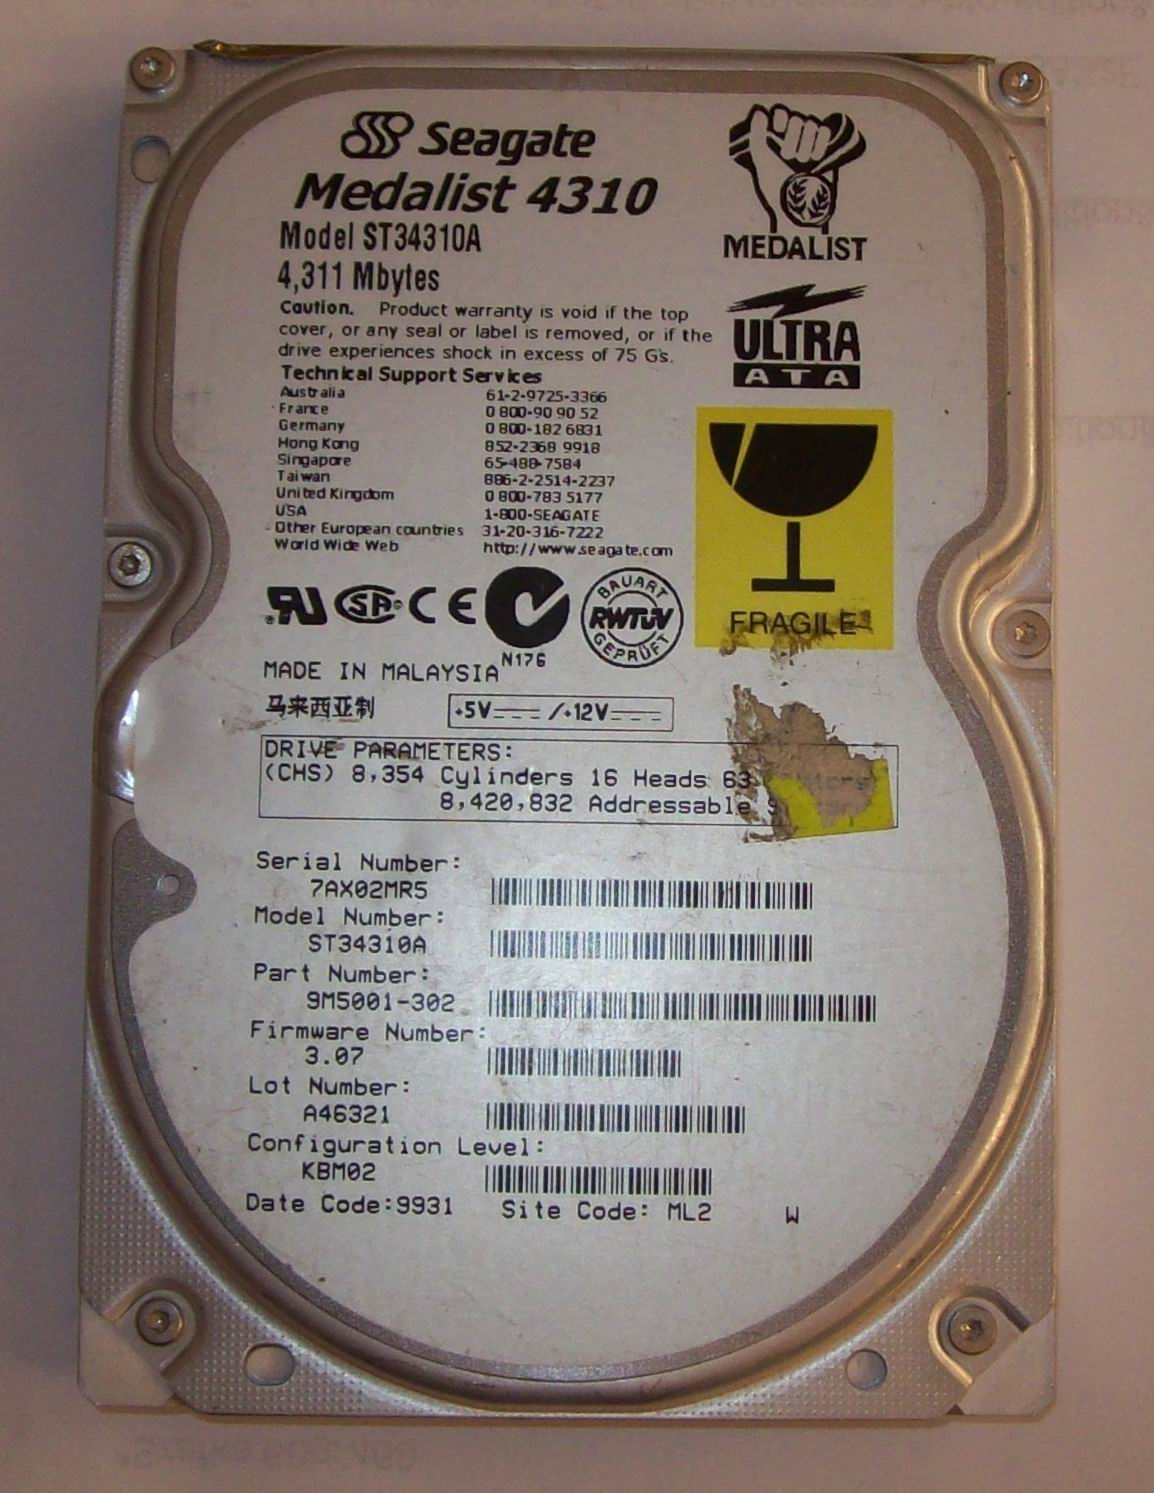 Seagate
Medalist 4310
Model ST34310A
4,311 Mbytes
Caution. Product warranty is void if the top
cover, or any seal or label is removed, or if the
drive experiences shock in excess of 75 G's.
Technical Support Services
Australia 61-2-9725-3366
France 0 800-90 90 52
Germany 0 800-182 6831
Hong Kong 852-2368 9918
Singapore 65-488-7584
Taiwan 886-2-2514-2237
United Kingdom 0 800-783 5177
USA 1-800-SEAGATE
Other European countries 31-20-316-7222
World Wide Web http://www.seagate.com
MEDALIST
ULTRA
ATA
FRAGILE
SA CE
N176
BAUART
RWTÜV
GEPRÜFT
MADE IN MALAYSIA
马来西亚制
+5V /+12V
DRIVE PARAMETERS:
(CHS) 8,354 Cylinders 16 Heads 63
8,420,832 Addressable
Serial Number:
7AX02MR5
Model Number:
ST34310A
Part Number:
9M5001-302
Firmware Number:
3.07
Lot Number:
A46321
Configuration Level:
KBM02
Date Code:9931 Site Code: ML2 W